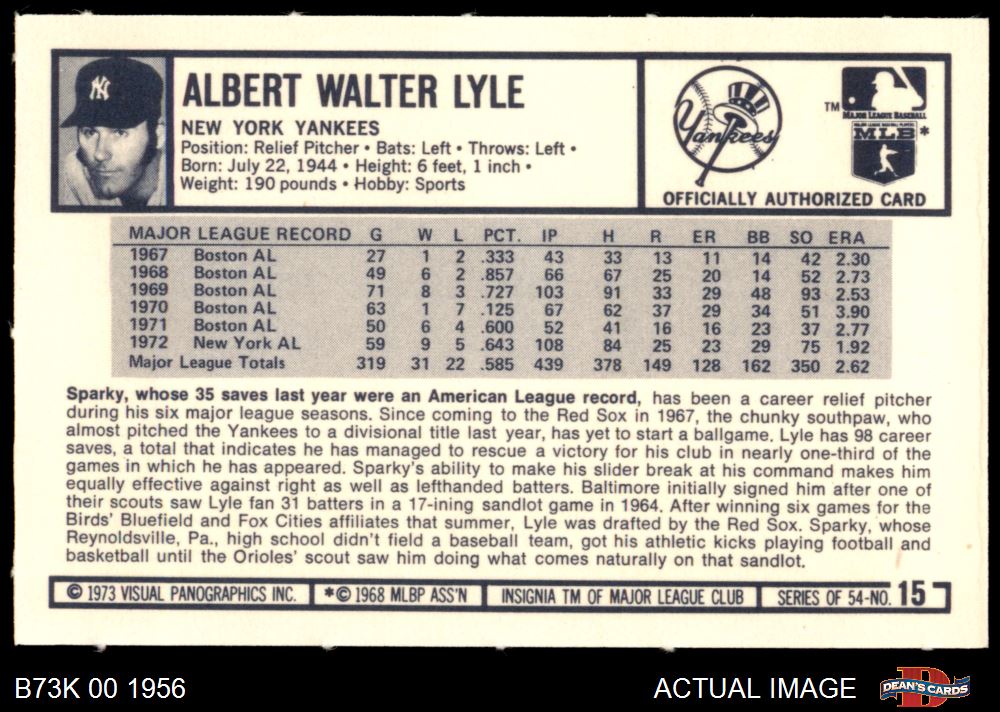 NY
ALBERT WALTER LYLE
NEW YORK YANKEES
Position: Relief Pitcher • Bats: Left • Throws: Left •
Born: July 22, 1944 • Height: 6 feet, 1 inch •
Weight: 190 pounds • Hobby: Sports
Yankees
TM
MAJOR LEAGUE BASEBALL
MAJOR LEAGUE BASEBALL PLAYERS
MLB*
OFFICIALLY AUTHORIZED CARD
MAJOR LEAGUE RECORD G W L PCT. IP H R ER BB SO ERA
1967 Boston AL 27 1 2 .333 43 33 13 11 14 42 2.30
1968 Boston AL 49 6 2 .857 66 67 25 20 14 52 2.73
1969 Boston AL 71 8 3 .727 103 91 33 29 48 93 2.53
1970 Boston AL 63 1 7 .125 67 62 37 29 34 51 3.90
1971 Boston AL 50 6 4 .600 52 41 16 16 23 37 2.77
1972 New York AL 59 9 5 .643 108 84 25 23 29 75 1.92
Major League Totals 319 31 22 .585 439 378 149 128 162 350 2.62
Sparky, whose 35 saves last year were an American League record, has been a career relief pitcher
during his six major league seasons. Since coming to the Red Sox in 1967, the chunky southpaw, who
almost pitched the Yankees to a divisional title last year, has yet to start a ballgame. Lyle has 98 career
saves, a total that indicates he has managed to rescue a victory for his club in nearly one-third of the
games in which he has appeared. Sparky's ability to make his slider break at his command makes him
equally effective against right as well as lefthanded batters. Baltimore initially signed him after one of
their scouts saw Lyle fan 31 batters in a 17-ining sandlot game in 1964. After winning six games for the
Birds' Bluefield and Fox Cities affiliates that summer, Lyle was drafted by the Red Sox. Sparky, whose
Reynoldsville, Pa., high school didn't field a baseball team, got his athletic kicks playing football and
basketball until the Orioles' scout saw him doing what comes naturally on that sandlot.
© 1973 VISUAL PANOGRAPHICS INC. *© 1968 MLBP ASS'N INSIGNIA TM OF MAJOR LEAGUE CLUB SERIES OF 54-NO. 15
B73K 00 1956 ACTUAL IMAGE D DEAN'S CARDS